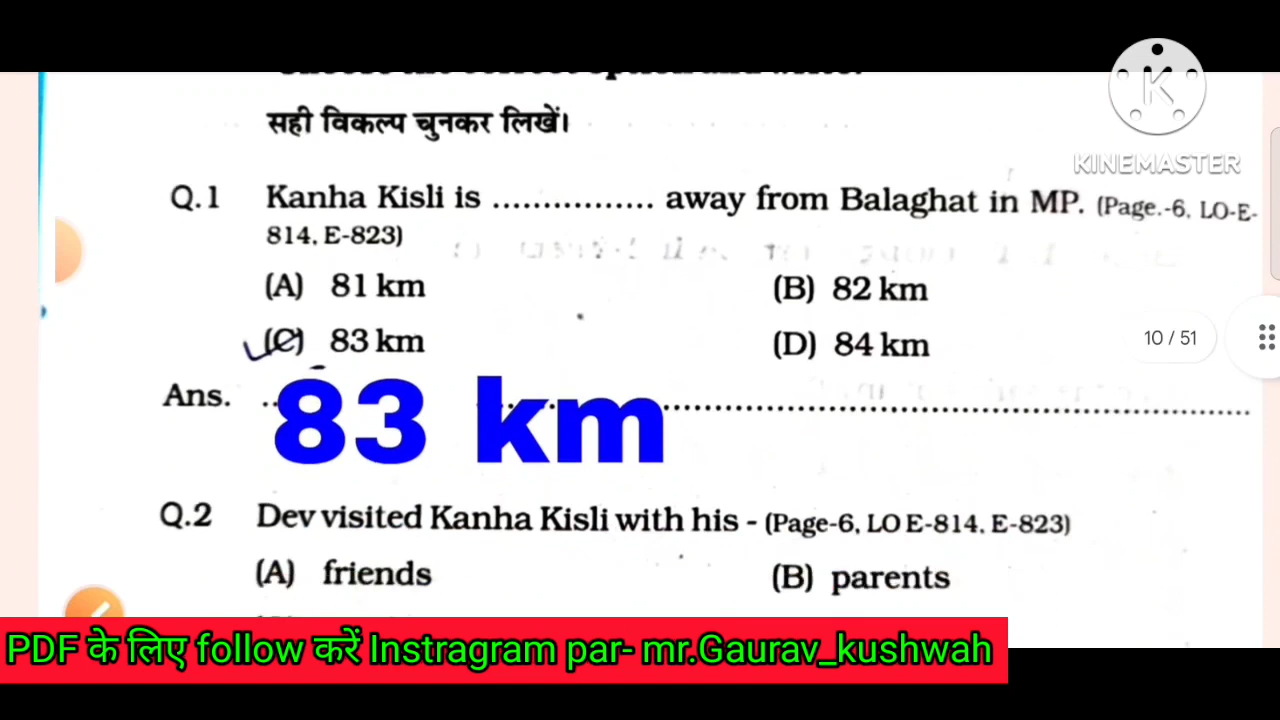 सही विकल्प चुनकर लिखें।
KINEMASTER
Q.1 Kanha Kisli is ................ away from Balaghat in MP. (Page.-6, LO-E-
814, E-823)
(A) 81 km (B) 82 km
(C) 83 km (D) 84 km
10 / 51
Ans. 83 km
Q.2 Dev visited Kanha Kisli with his - (Page-6, LO E-814, E-823)
(A) friends (B) parents
PDF के लिए follow करें Instragram par- mr.Gaurav_kushwah